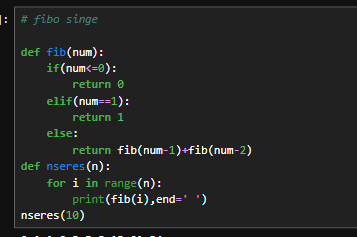 ]:
# fibo singe
def fib(num):
    if(num<=0):
        return 0
    elif(num==1):
        return 1
    else:
        return fib(num-1)+fib(num-2)
def nseres(n):
    for i in range(n):
        print(fib(i),end=' ')
nseres(10)